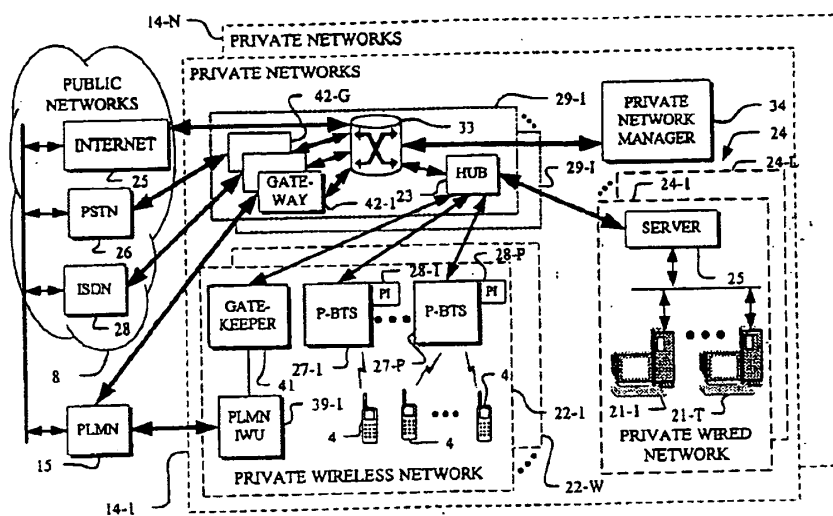 14-N
PRIVATE NETWORKS
PRIVATE NETWORKS
PUBLIC
NETWORKS
42-G
33
29-1
PRIVATE
NETWORK
MANAGER
34
INTERNET
25
24
24-L
29-I
24-1
GATE-
WAY
23
HUB
42-1
SERVER
PSTN
26
28-1
28-P
25
ISDN
28
GATE-
KEEPER
P-BTS
PI
P-BTS
PI
8
27-1
27-P
4
41
PLMN
15
PLMN
IWU
39-1
4
4
22-1
21-1
21-T
PRIVATE WIRED
NETWORK
PRIVATE WIRELESS NETWORK
14-1
22-W